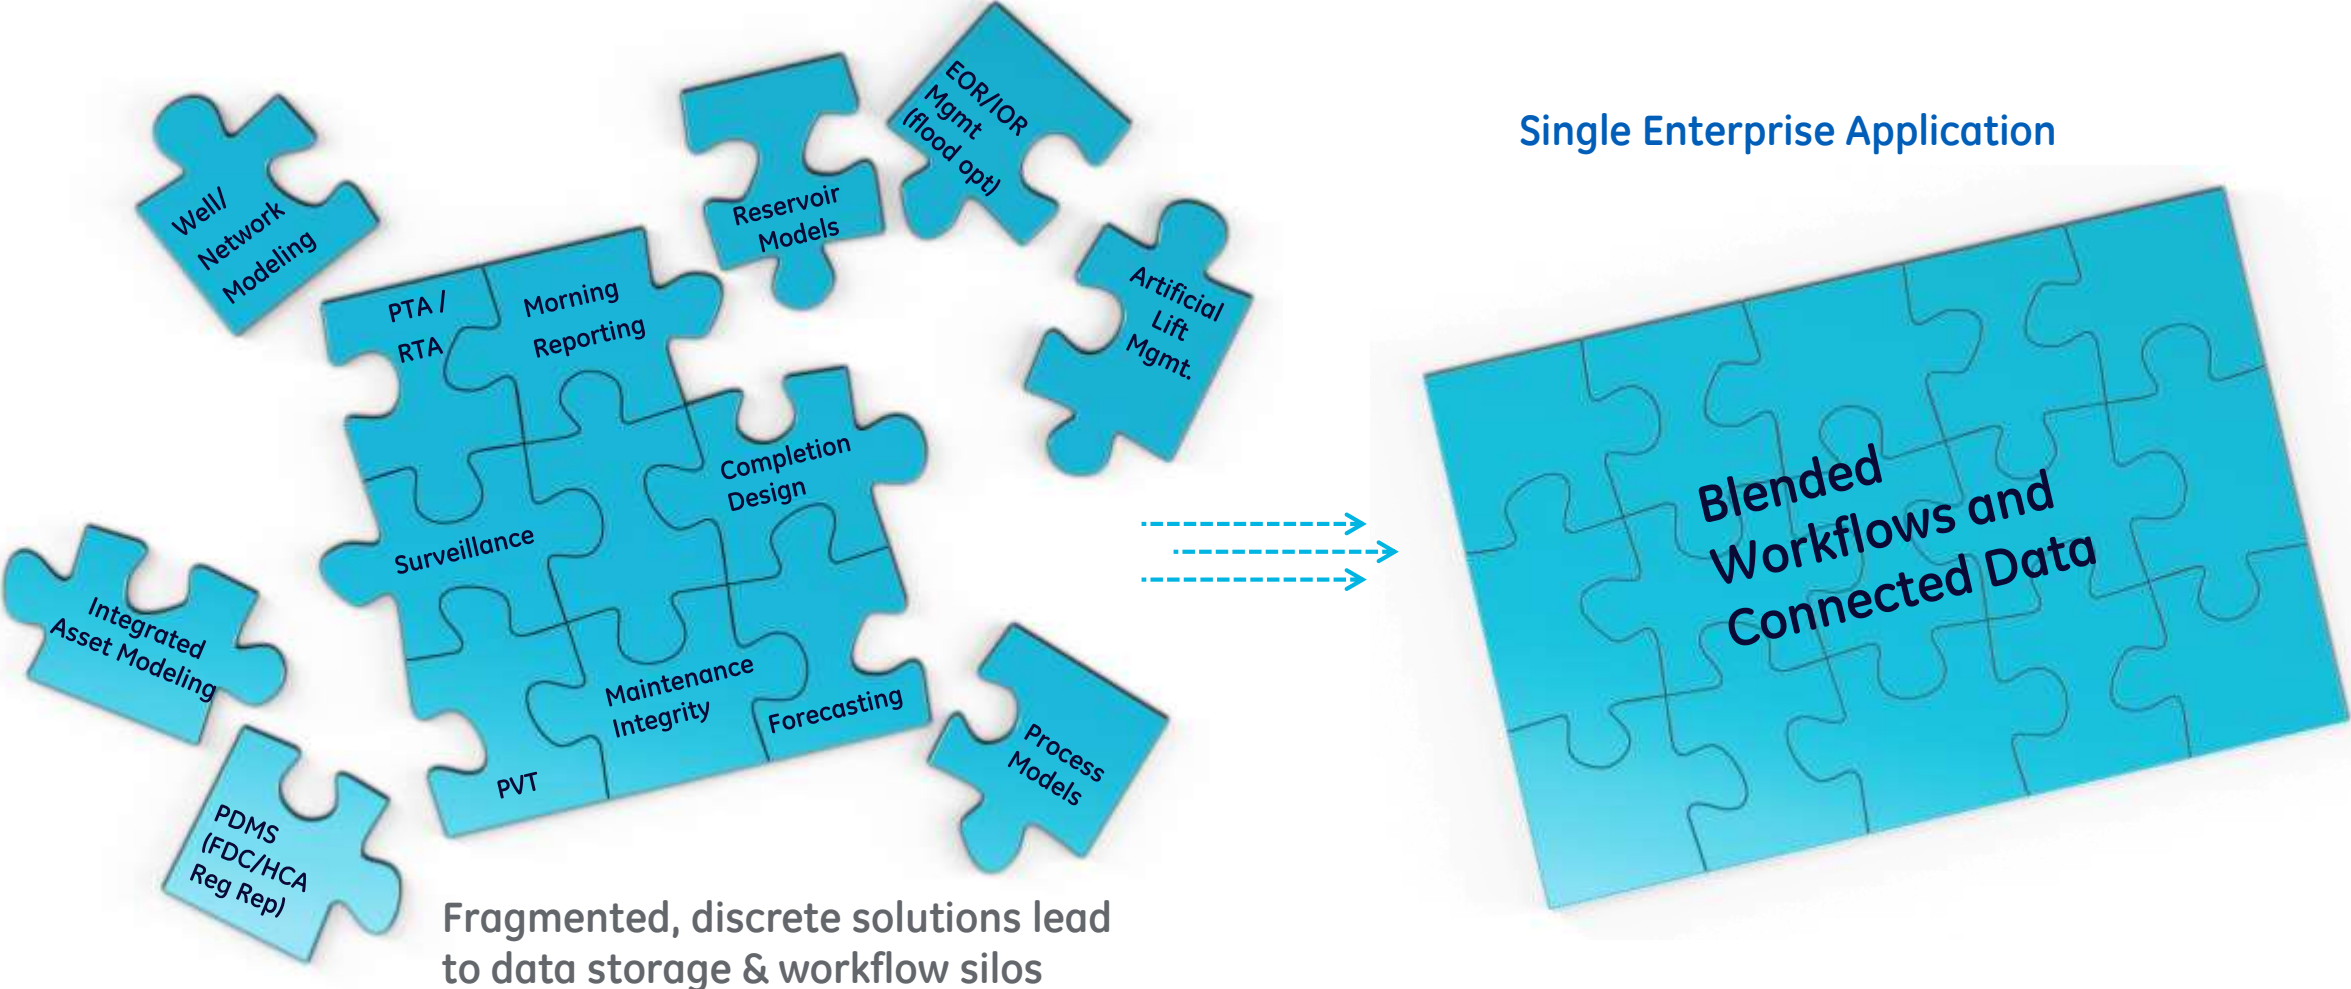 Well/
Network
Modeling
Reservoir
Models
EOR/IOR
Mgmt
(flood opt)
Artificial
Lift
Mgmt.
PTA /
RTA
Morning
Reporting
Completion
Design
Surveillance
Integrated
Asset Modeling
Maintenance
Integrity
Forecasting
PVT
PDMS
(FDC/HCA
Reg Rep)
Process
Models
Fragmented, discrete solutions lead
to data storage & workflow silos
Single Enterprise Application
Blended
Workflows and
Connected Data